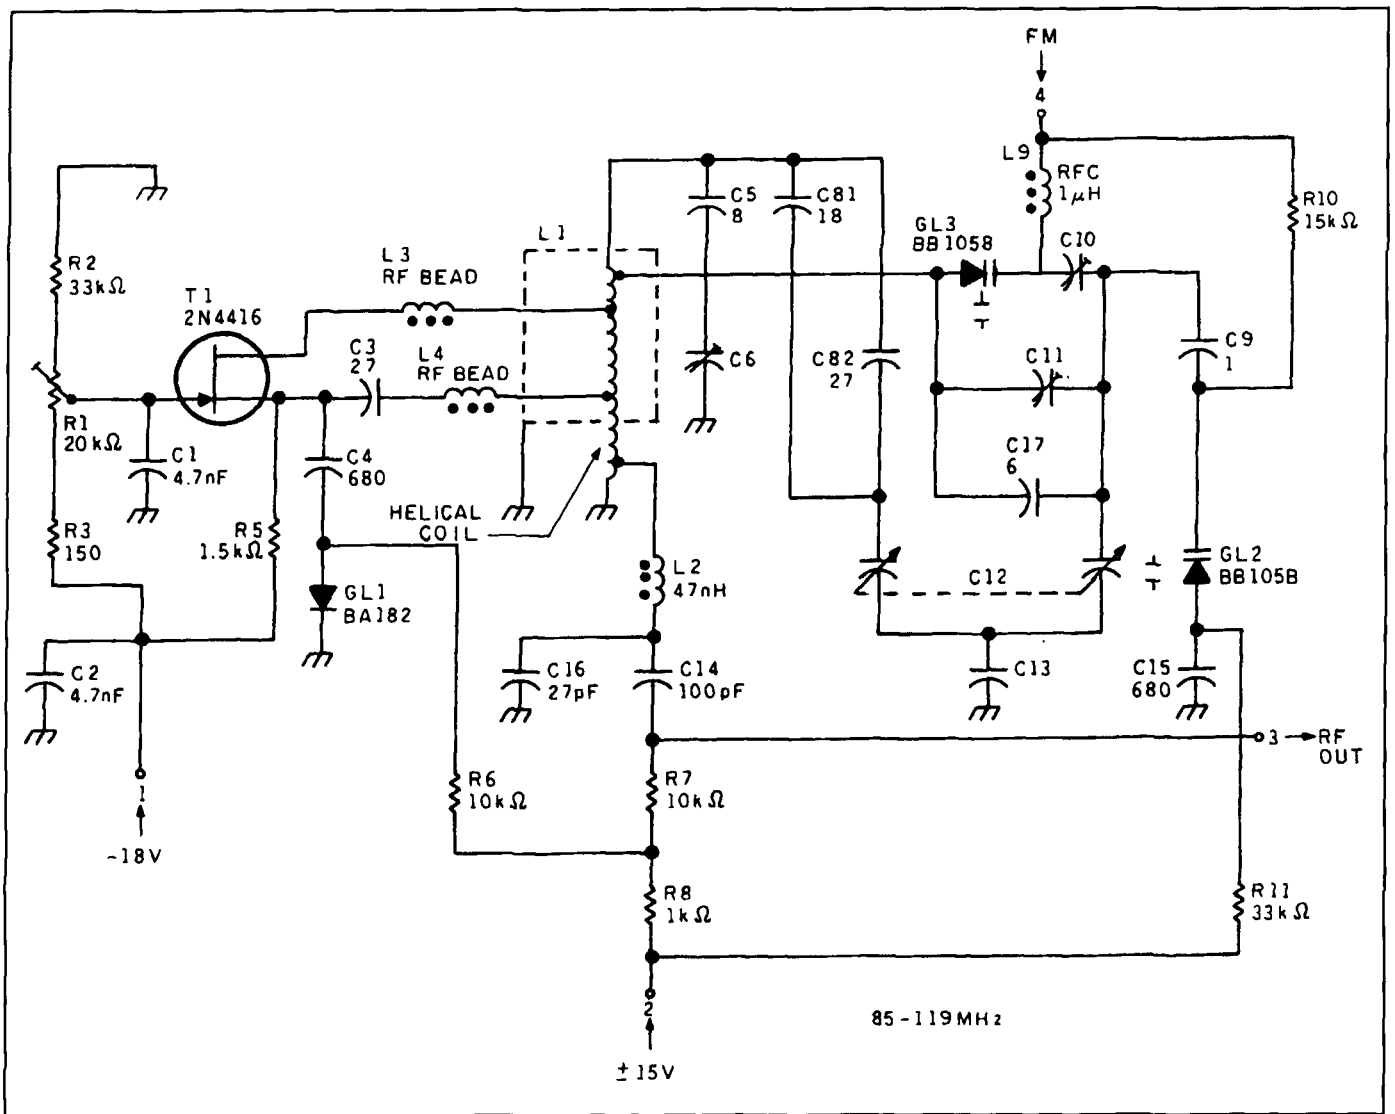 FM
4
L9
RFC
1µH
R10
15kΩ
C5
8
C81
18
GL3
BB1058
C10
L1
L3
RF BEAD
R2
33kΩ
T1
2N4416
C3
27
L4
RF BEAD
C6
C82
27
C11
C9
1
R1
20kΩ
C1
4.7nF
C4
680
C17
6
HELICAL
COIL
R3
150
R5
1.5kΩ
GL1
BA182
L2
47nH
C12
GL2
BB105B
C2
4.7nF
C16
27pF
C14
100pF
C13
C15
680
3
RF
OUT
1
-18V
R6
10kΩ
R7
10kΩ
R8
1kΩ
R11
33kΩ
2
±15V
85-119MHz